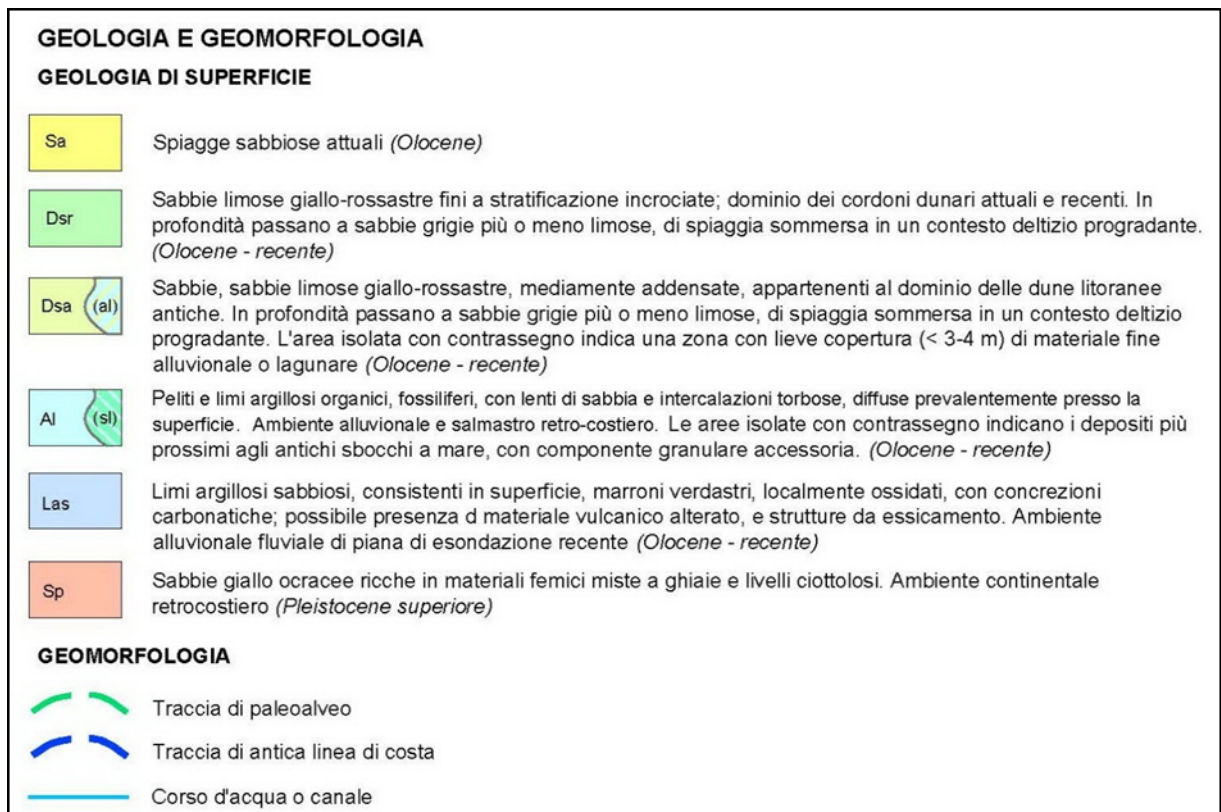 GEOLOGIA E GEOMORFOLOGIA
GEOLOGIA DI SUPERFICIE
Sa
Spiagge sabbiose attuali (Olocene)
Dsr
Sabbie limose giallo-rossastre fini a stratificazione incrociate; dominio dei cordoni dunari attuali e recenti. In
profondità passano a sabbie grigie più o meno limose, di spiaggia sommersa in un contesto deltizio progradante.
(Olocene - recente)
Dsa (al)
Sabbie, sabbie limose giallo-rossastre, mediamente addensate, appartenenti al dominio delle dune litoranee
antiche. In profondità passano a sabbie grigie più o meno limose, di spiaggia sommersa in un contesto deltizio
progradante. L'area isolata con contrassegno indica una zona con lieve copertura (< 3-4 m) di materiale fine
alluvionale o lagunare (Olocene - recente)
Al (sl)
Peliti e limi argillosi organici, fossiliferi, con lenti di sabbia e intercalazioni torbose, diffuse prevalentemente presso la
superficie. Ambiente alluvionale e salmastro retro-costiero. Le aree isolate con contrassegno indicano i depositi più
prossimi agli antichi sbocchi a mare, con componente granulare accessoria. (Olocene - recente)
Las
Limi argillosi sabbiosi, consistenti in superficie, marroni verdastri, localmente ossidati, con concrezioni
carbonatiche; possibile presenza d materiale vulcanico alterato, e strutture da essicamento. Ambiente
alluvionale fluviale di piana di esondazione recente (Olocene - recente)
Sp
Sabbie giallo ocracee ricche in materiali femici miste a ghiaie e livelli ciottolosi. Ambiente continentale
retrocostiero (Pleistocene superiore)
GEOMORFOLOGIA
Traccia di paleoalveo
Traccia di antica linea di costa
Corso d'acqua o canale